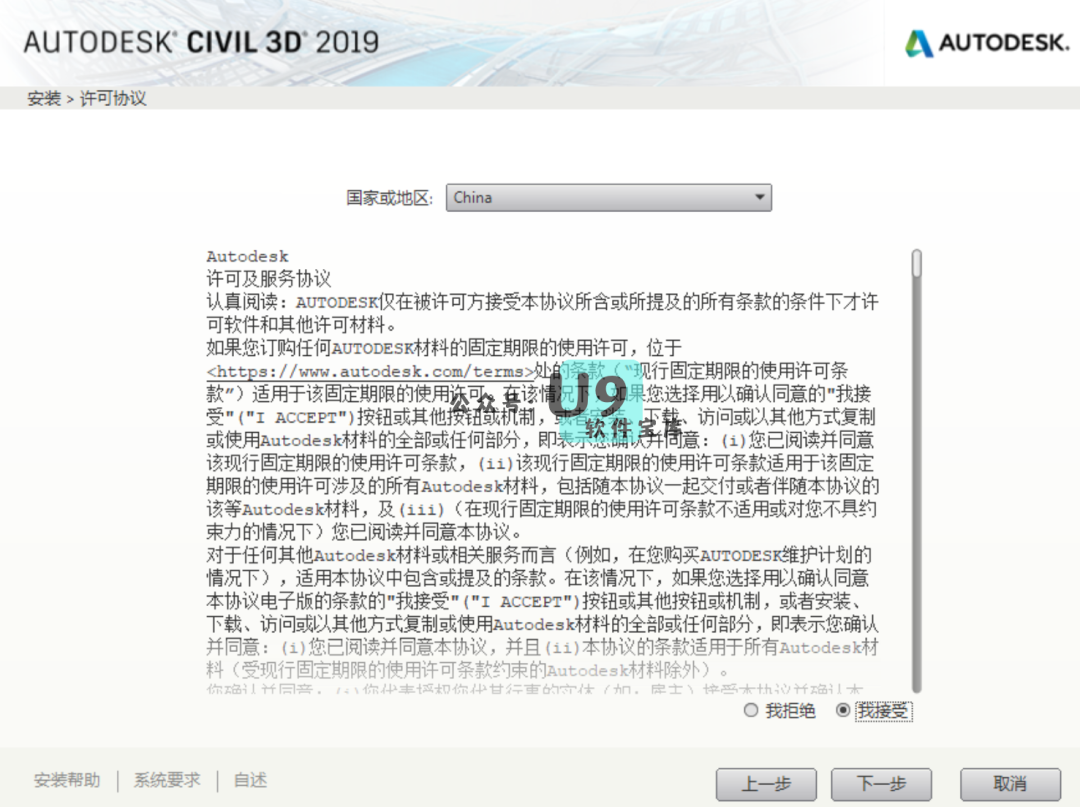 AUTODESK® CIVIL 3D® 2019
AUTODESK.
安装 > 许可协议
国家或地区: China
Autodesk
许可及服务协议
认真阅读：AUTODESK仅在被许可方接受本协议所含或所提及的所有条款的条件下才许
可软件和其他许可材料。
如果您订购任何AUTODESK材料的固定期限的使用许可，位于
<https://www.autodesk.com/terms>处的条款（“现行固定期限的使用许可条
款”）适用于该固定期限的使用许可。在该情况下，如果您选择用以确认同意的"我接
受"("I ACCEPT")按钮或其他按钮或机制，或者安装、下载、访问或以其他方式复制
或使用Autodesk材料的全部或任何部分，即表示您确认并同意：(i)您已阅读并同意
该现行固定期限的使用许可条款，(ii)该现行固定期限的使用许可条款适用于该固定
期限的使用许可涉及的所有Autodesk材料，包括随本协议一起交付或者伴随本协议的
该等Autodesk材料，及(iii)（在现行固定期限的使用许可条款不适用或对您不具约
束力的情况下）您已阅读并同意本协议。
对于任何其他Autodesk材料或相关服务而言（例如，在您购买AUTODESK维护计划的
情况下），适用本协议中包含或提及的条款。在该情况下，如果您选择用以确认同意
本协议电子版的条款的"我接受"("I ACCEPT")按钮或其他按钮或机制，或者安装、
下载、访问或以其他方式复制或使用Autodesk材料的全部或任何部分，即表示您确认
并同意：(i)您已阅读并同意本协议，并且(ii)本协议的条款适用于所有Autodesk材
料（受现行固定期限的使用许可条款约束的Autodesk材料除外）。
您确认并同意：(i)您代表授权您代其行事的实体（如：雇主）接受本协议并确认本
公众号：U9
软件宝库
我拒绝 我接受
安装帮助 | 系统要求 | 自述
上一步 下一步 取消